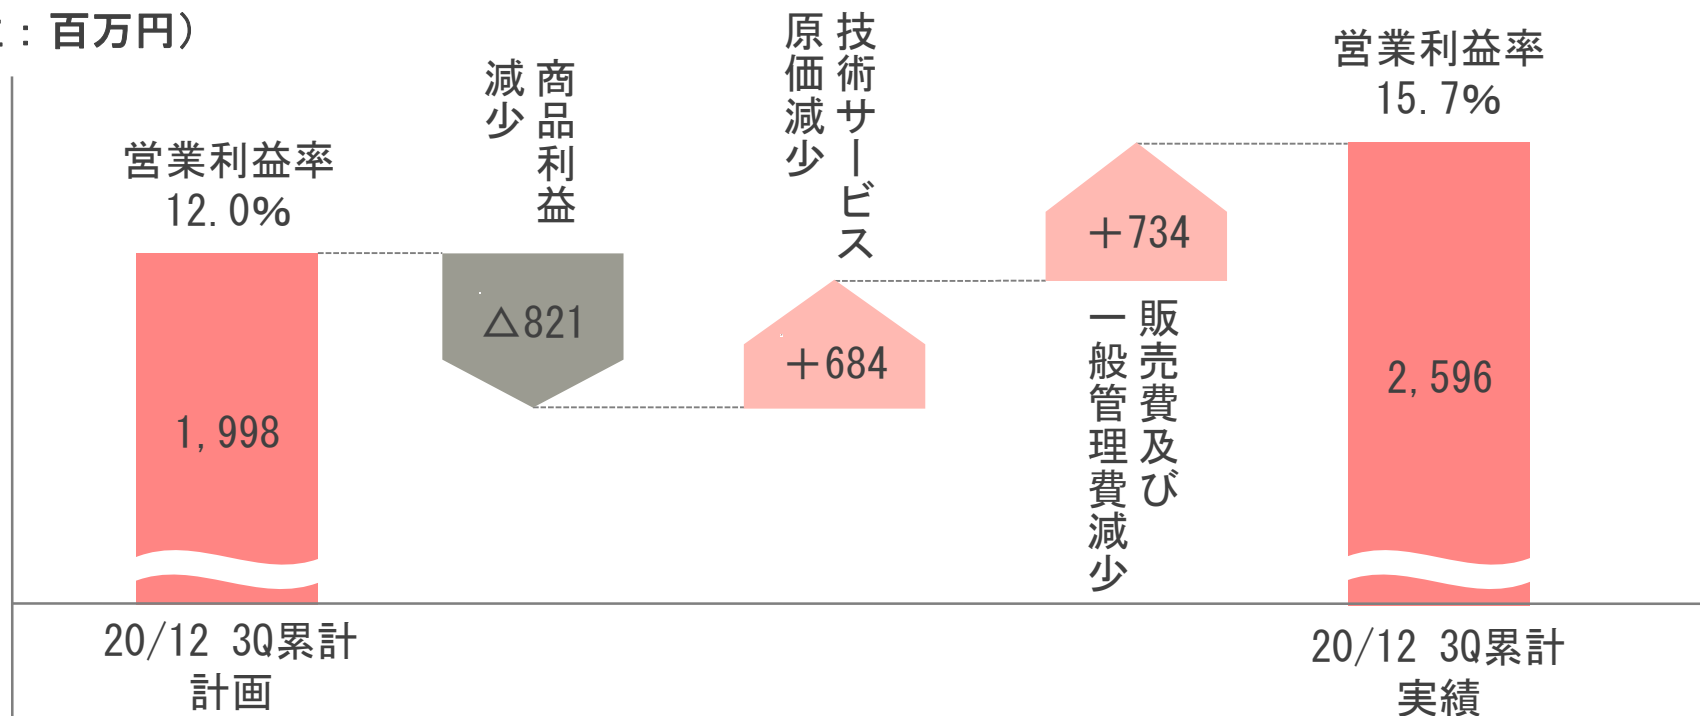 ：百万円）
営業利益率
12.0%
1,998
20/12 3Q累計
計画
商品利益
減少
△821
技術サービス
原価減少
＋684
＋734
販売費及び
一般管理費減少
営業利益率
15.7%
2,596
20/12 3Q累計
実績